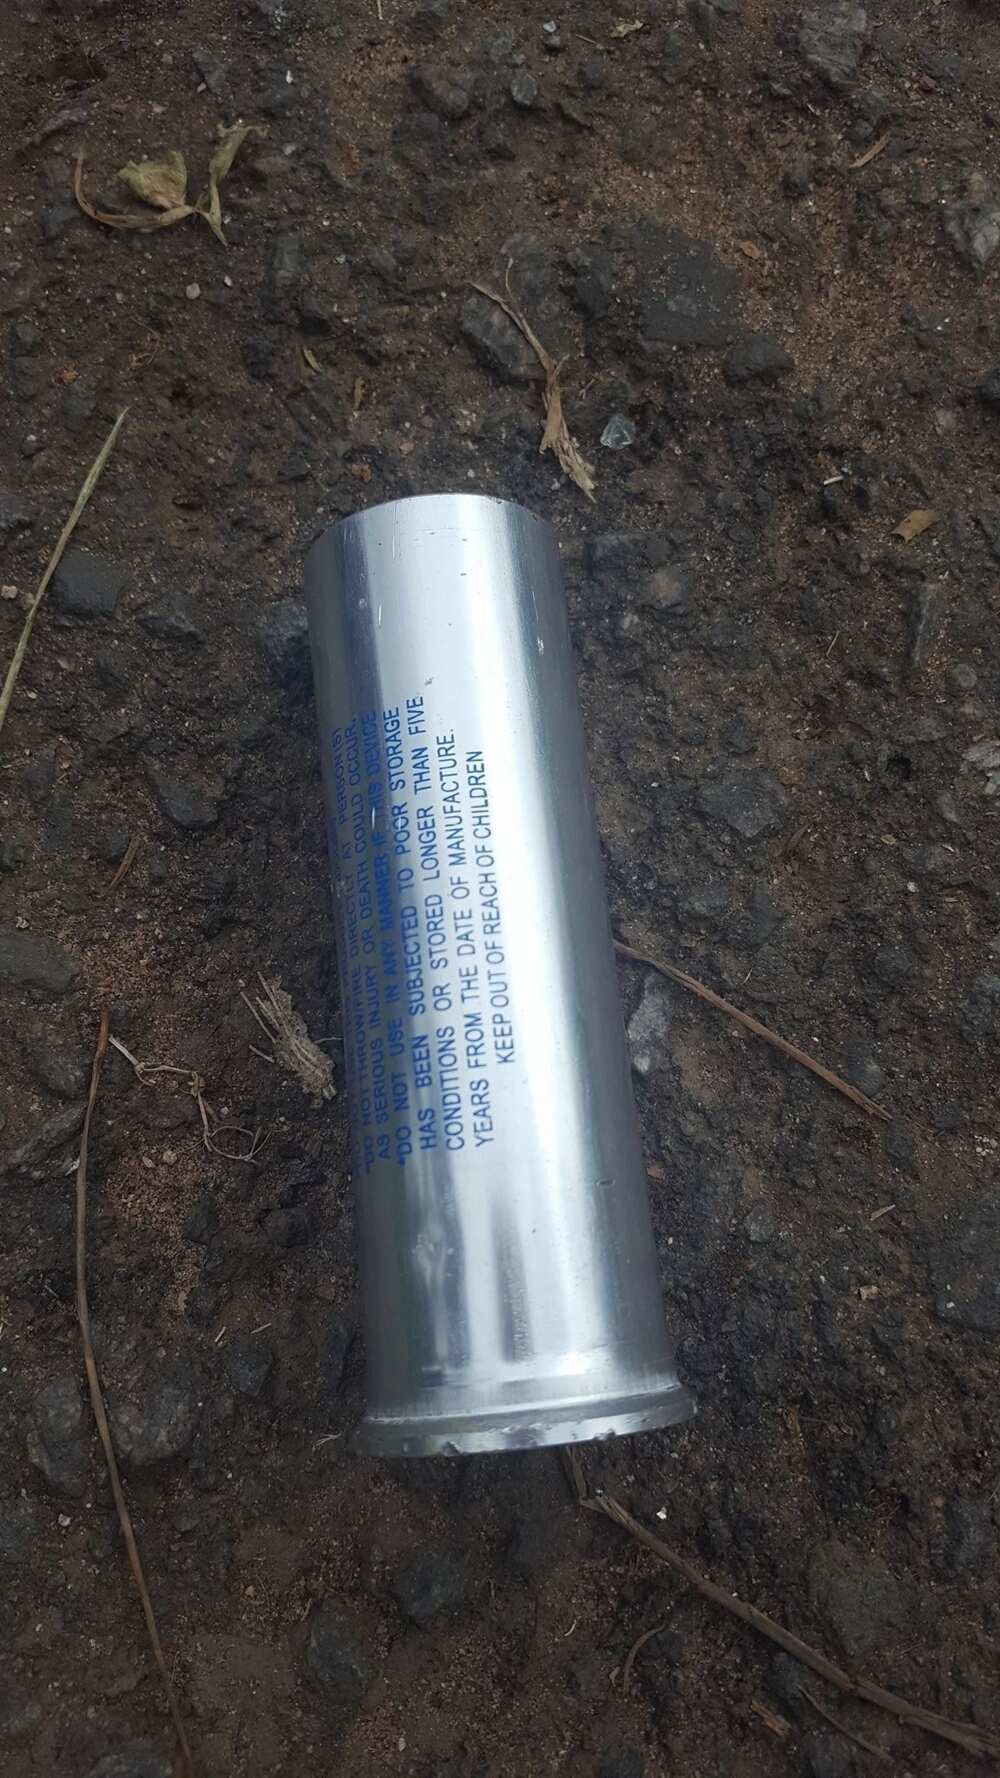 DIRECTLY AT PERSON(S)
*DO NOT THROW/FIRE
AS SERIOUS INJURY OR DEATH COULD OCCUR.
*DO NOT USE IN ANY MANNER IF THIS DEVICE
HAS BEEN SUBJECTED TO POOR STORAGE
CONDITIONS OR STORED LONGER THAN FIVE
YEARS FROM THE DATE OF MANUFACTURE.
KEEP OUT OF REACH OF CHILDREN